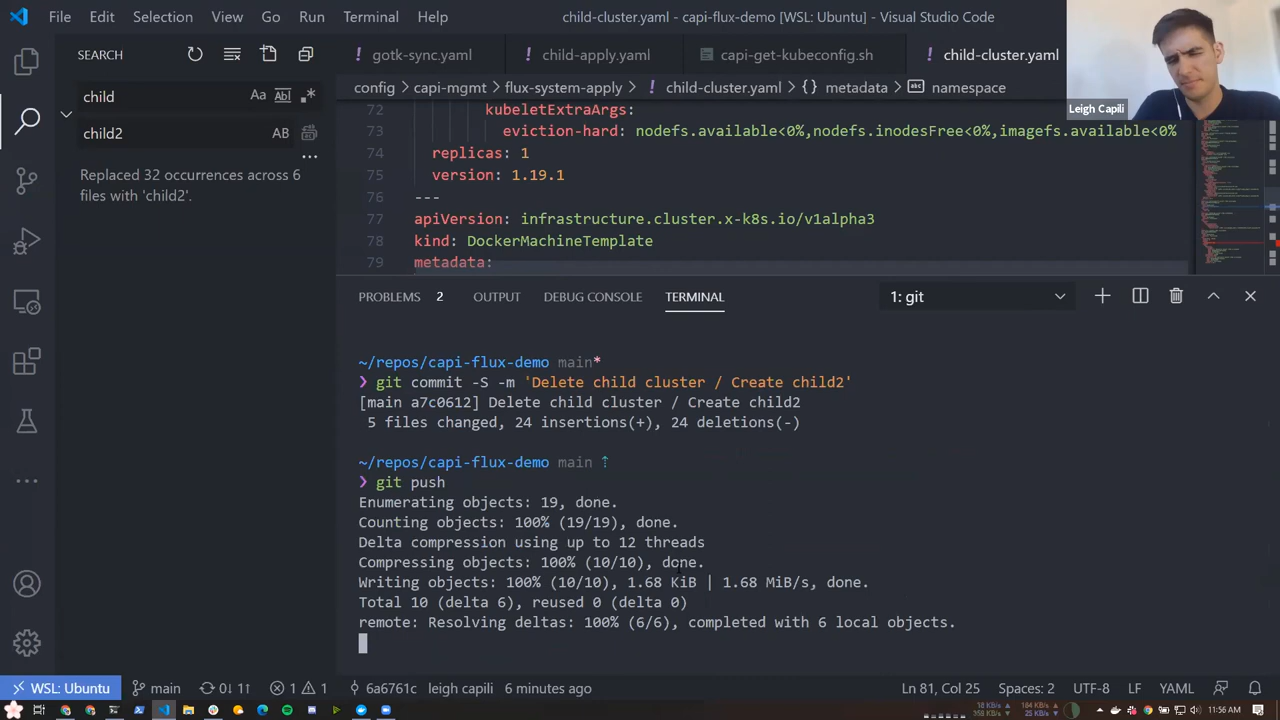 File Edit Selection View Go Run Terminal Help child-cluster.yaml - capi-flux-demo [WSL: Ubuntu] - Visual Studio Code
SEARCH
gotk-sync.yaml child-apply.yaml capi-get-kubeconfig.sh child-cluster.yaml
Leigh Capili
child Aa ab .*
child2 AB
Replaced 32 occurrences across 6
files with 'child2'.
config > capi-mgmt > flux-system-apply > child-cluster.yaml > {} metadata > namespace
72 kubeletExtraArgs:
73 eviction-hard: nodefs.available<0%,nodefs.inodesFree<0%,imagefs.available<0%
74 replicas: 1
75 version: 1.19.1
76 ---
77 apiVersion: infrastructure.cluster.x-k8s.io/v1alpha3
78 kind: DockerMachineTemplate
79 metadata:
PROBLEMS 2 OUTPUT DEBUG CONSOLE TERMINAL 1: git
~/repos/capi-flux-demo main*
❯ git commit -S -m 'Delete child cluster / Create child2'
[main a7c0612] Delete child cluster / Create child2
5 files changed, 24 insertions(+), 24 deletions(-)
~/repos/capi-flux-demo main ⇡
❯ git push
Enumerating objects: 19, done.
Counting objects: 100% (19/19), done.
Delta compression using up to 12 threads
Compressing objects: 100% (10/10), done.
Writing objects: 100% (10/10), 1.68 KiB | 1.68 MiB/s, done.
Total 10 (delta 6), reused 0 (delta 0)
remote: Resolving deltas: 100% (6/6), completed with 6 local objects.
WSL: Ubuntu main 0↓ 1↑ 1 1 6a6761c leigh capili 6 minutes ago Ln 81, Col 25 Spaces: 2 UTF-8 LF YAML
11:56 AM